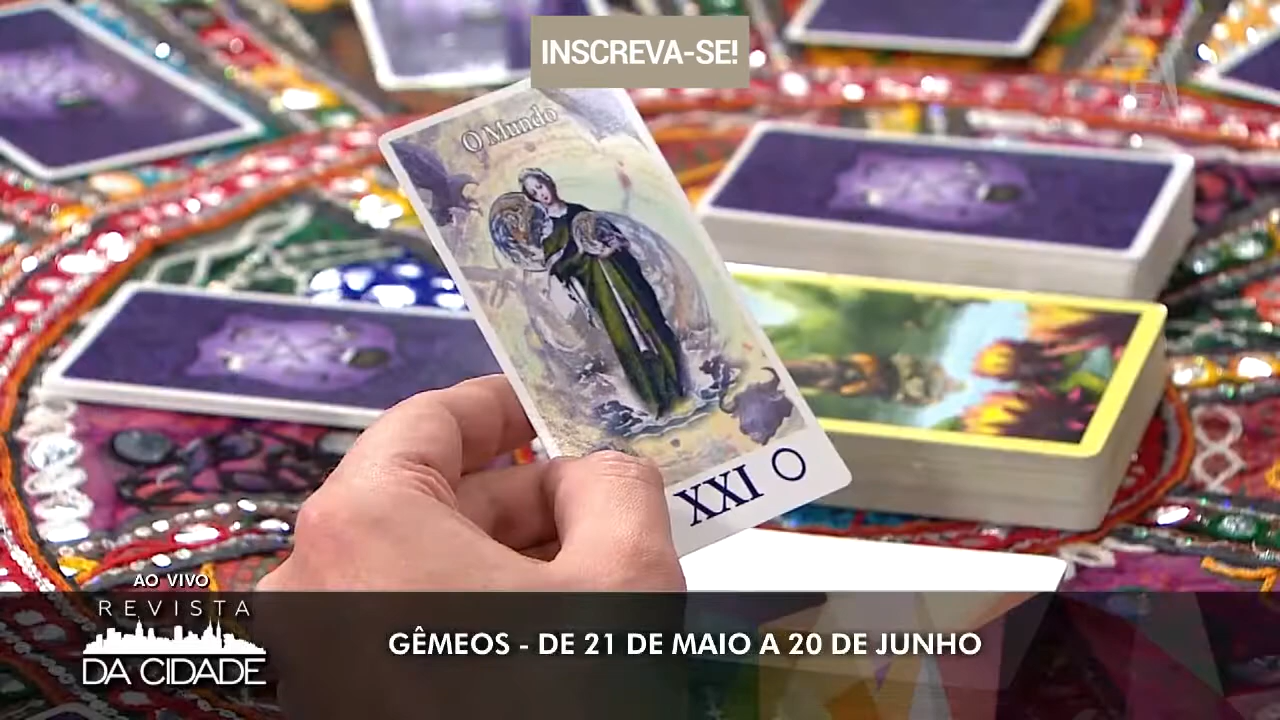 INSCREVA-SE!
O Mundo
XXI O
AO VIVO
REVISTA
DA CIDADE
GÊMEOS - DE 21 DE MAIO A 20 DE JUNHO